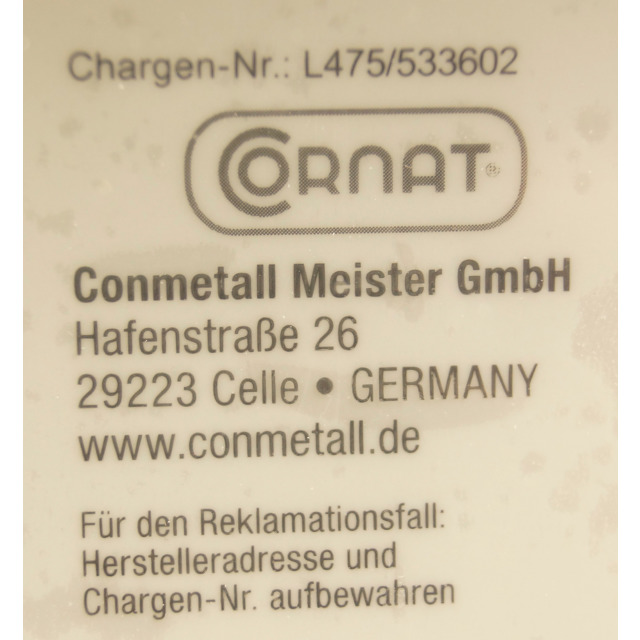 Chargen-Nr.: L475/533602
CORNAT®
Conmetall Meister GmbH
Hafenstraße 26
29223 Celle • GERMANY
www.conmetall.de
Für den Reklamationsfall:
Herstelleradresse und
Chargen-Nr. aufbewahren